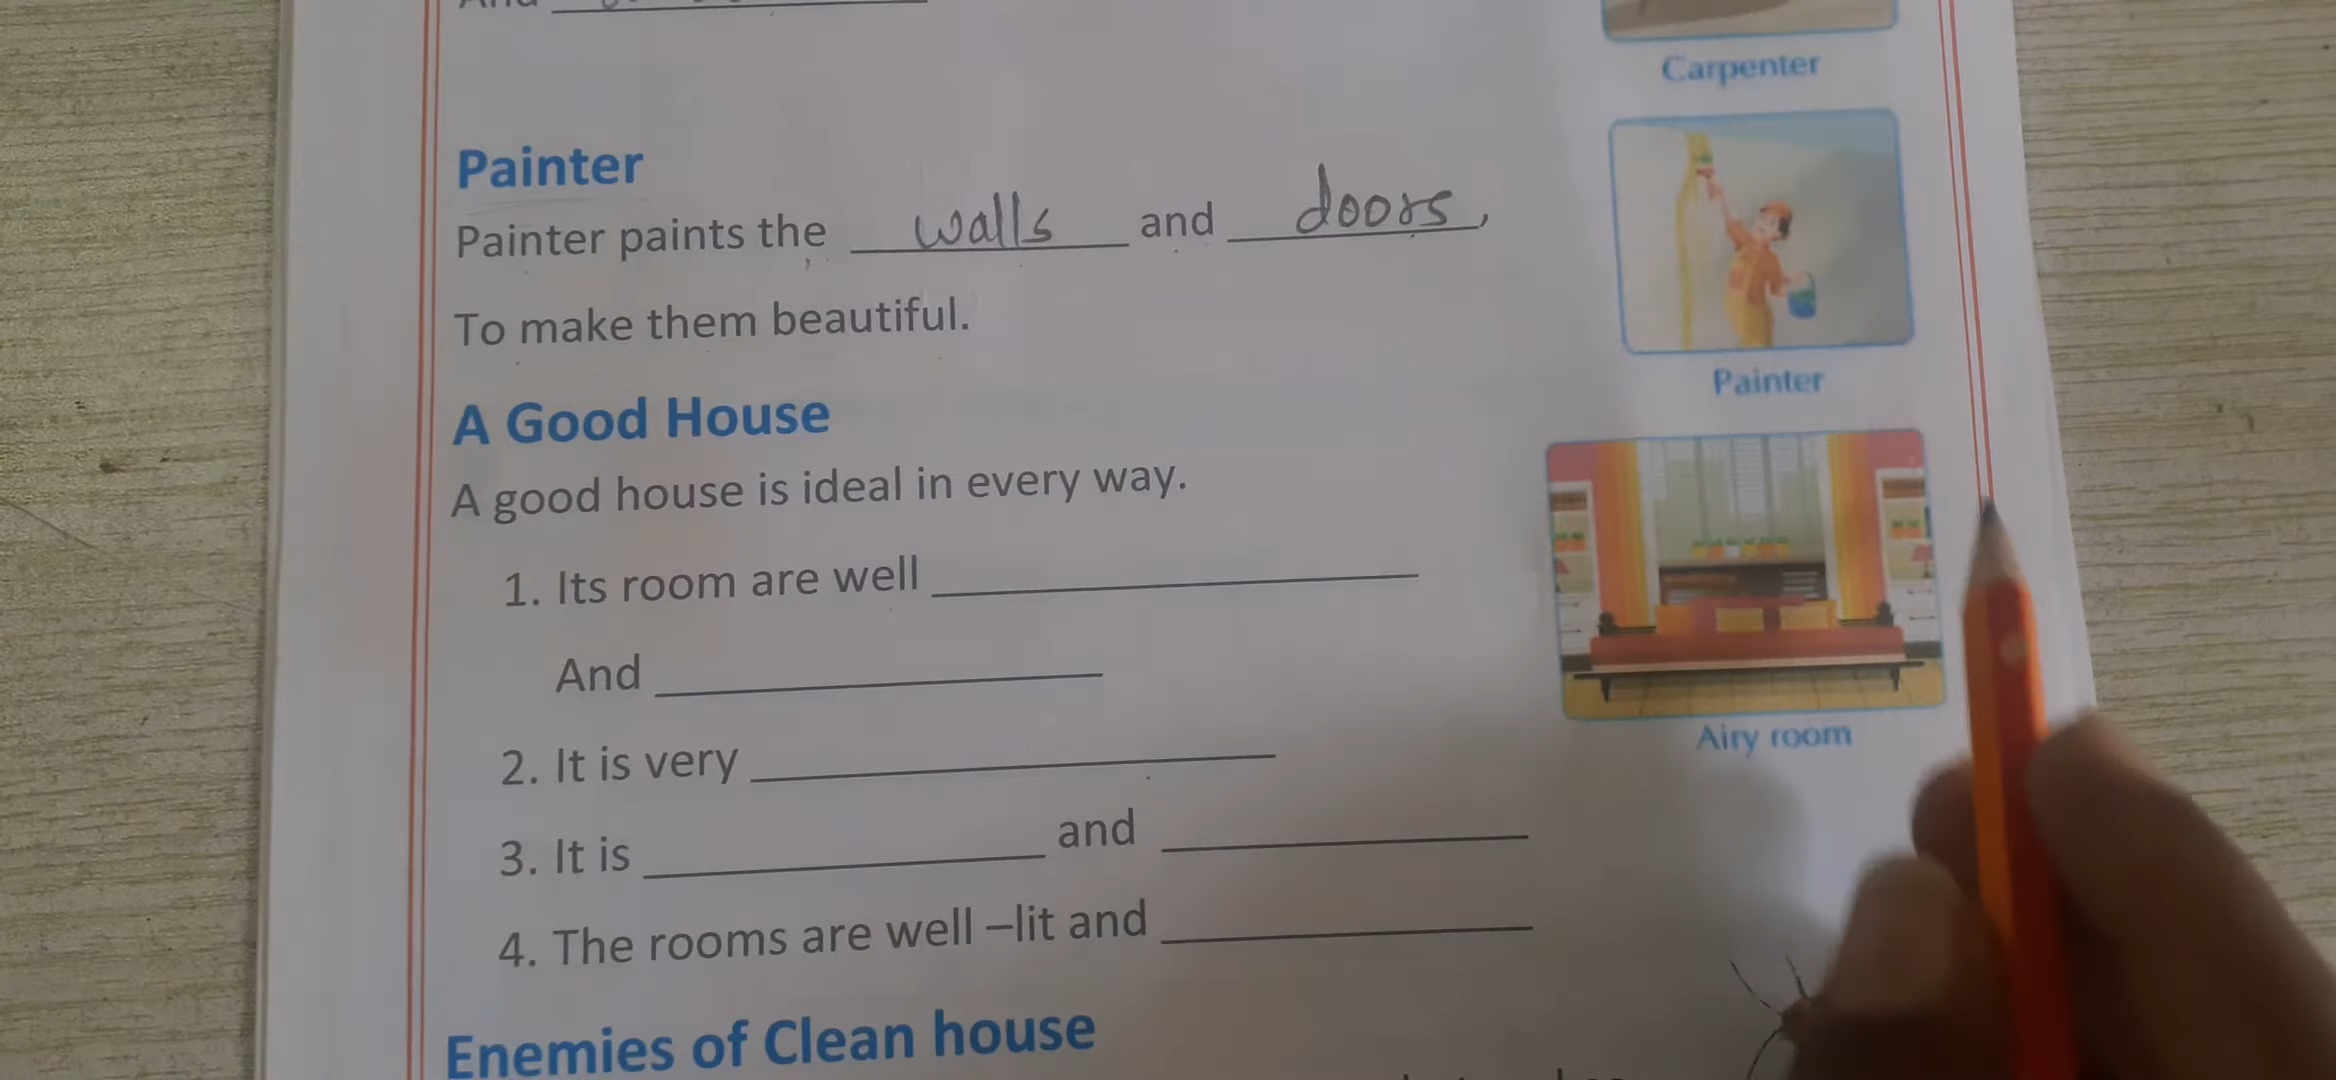 Carpenter
Painter
Painter paints the walls and doors,
To make them beautiful.
Painter
A Good House
A good house is ideal in every way.
1. Its room are well
And
Airy room
2. It is very
3. It is and
4. The rooms are well –lit and
Enemies of Clean house